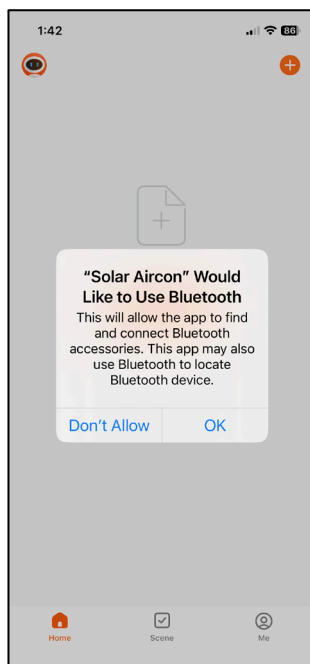 1:42
86
“Solar Aircon” Would
Like to Use Bluetooth
This will allow the app to find
and connect Bluetooth
accessories. This app may also
use Bluetooth to locate
Bluetooth device.
Don’t Allow OK
Home Scene Me